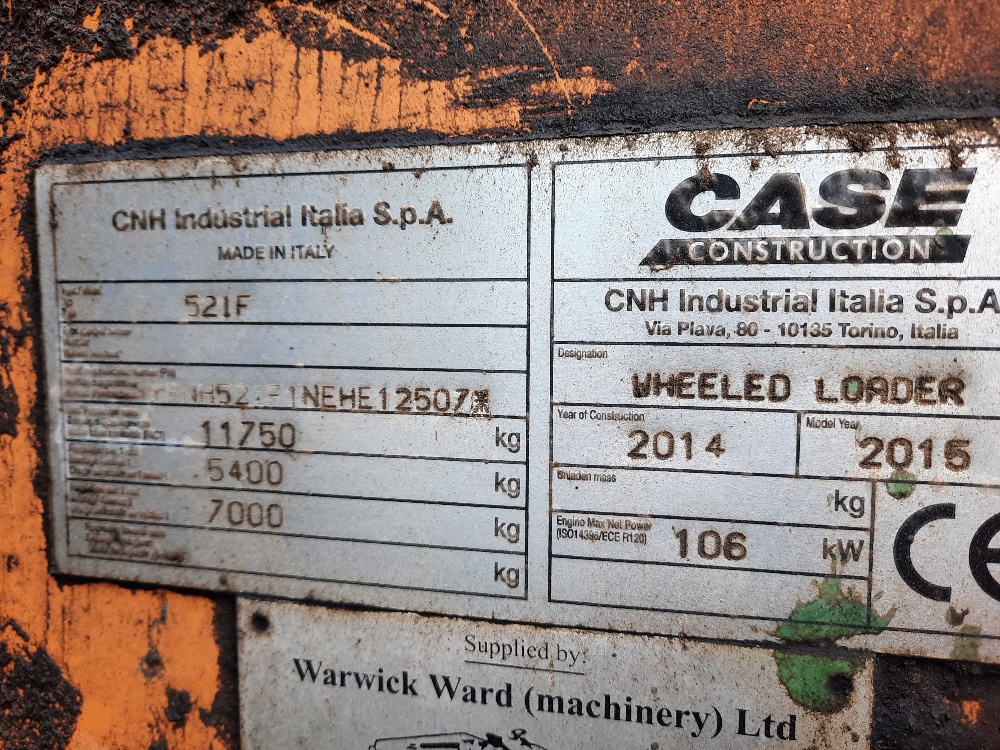 CNH Industrial Italia S.p.A.
MADE IN ITALY
521F
NH521F1NEHE12507
11750 kg
5400 kg
7000 kg
kg
CASE
CONSTRUCTION
CNH Industrial Italia S.p.A
Via Plava, 80 - 10135 Torino, Italia
Designation
WHEELED LOADER
Year of Construction
2014
Model Year
2015
Unladen mass
kg
Engine Max Net Power
(ISO14396/ECE R120)
106 kW
CE
Supplied by:
Warwick Ward (machinery) Ltd